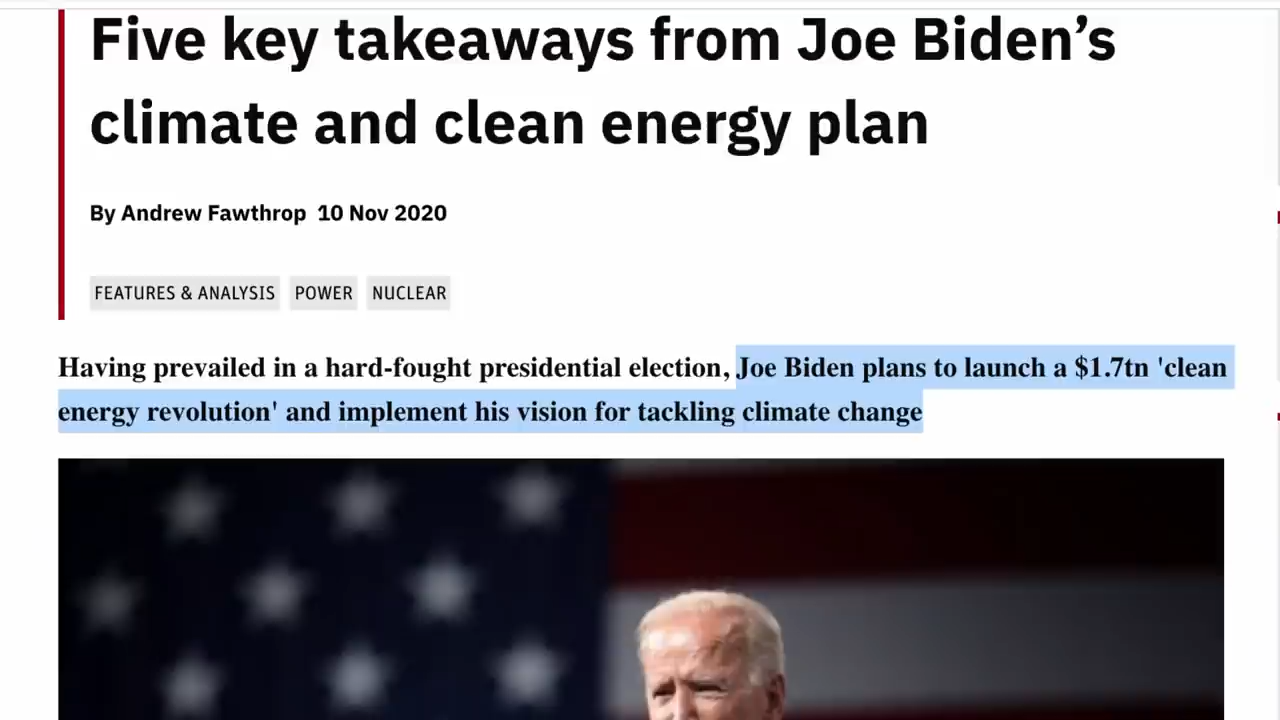 Five key takeaways from Joe Biden’s
climate and clean energy plan
By Andrew Fawthrop 10 Nov 2020
FEATURES & ANALYSIS POWER NUCLEAR
Having prevailed in a hard-fought presidential election, Joe Biden plans to launch a $1.7tn 'clean
energy revolution' and implement his vision for tackling climate change